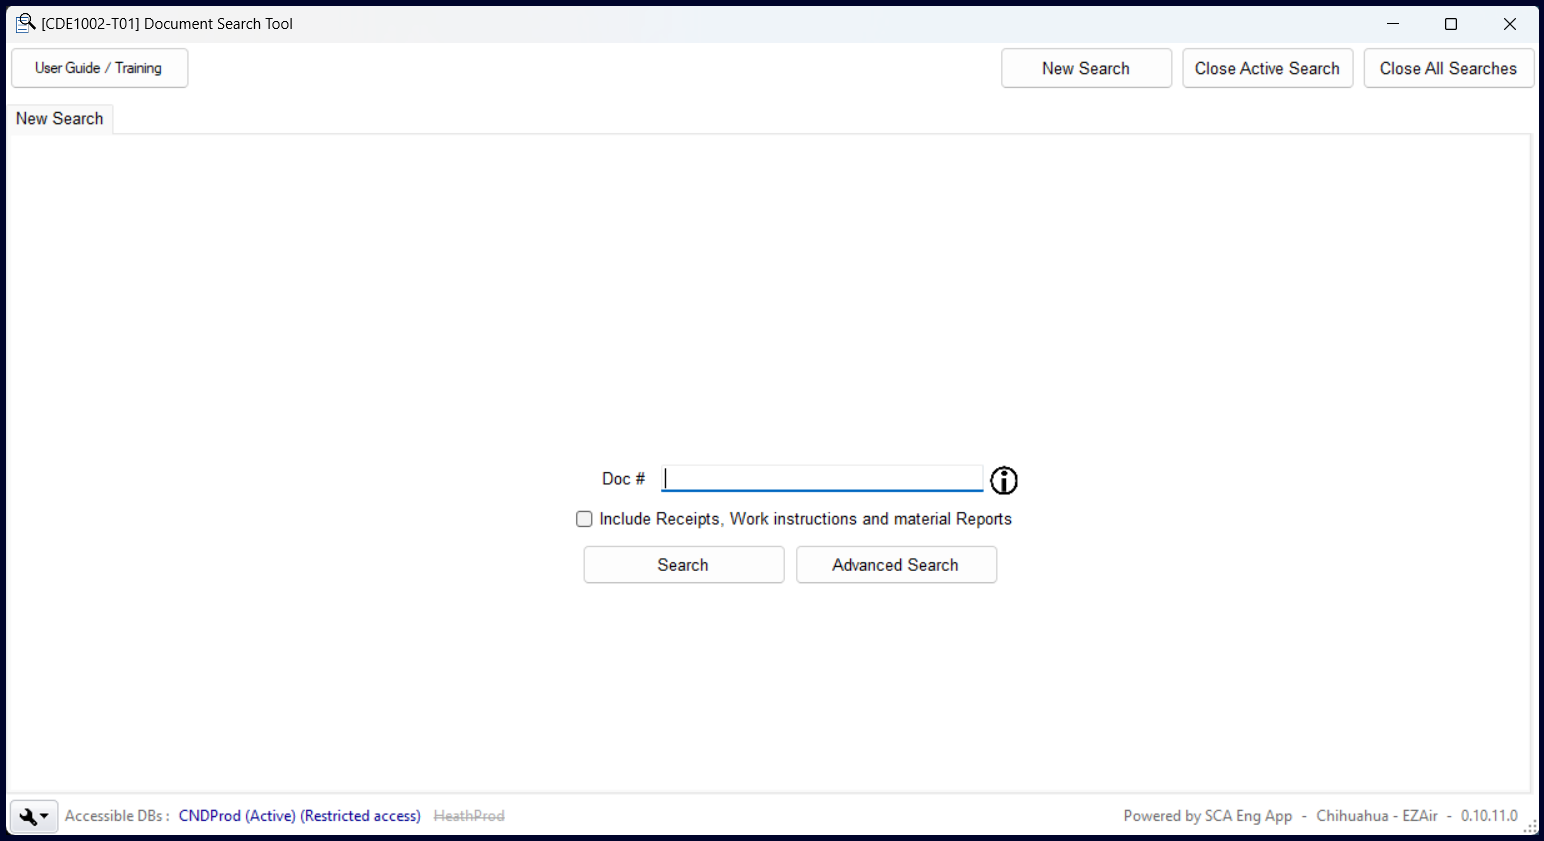 [CDE1002-T01] Document Search Tool
User Guide / Training
New Search
Close Active Search
Close All Searches
New Search
Doc #
Include Receipts, Work instructions and material Reports
Search
Advanced Search
Accessible DBs : CNDProd (Active) (Restricted access) HeathProd
Powered by SCA Eng App - Chihuahua - EZAir - 0.10.11.0